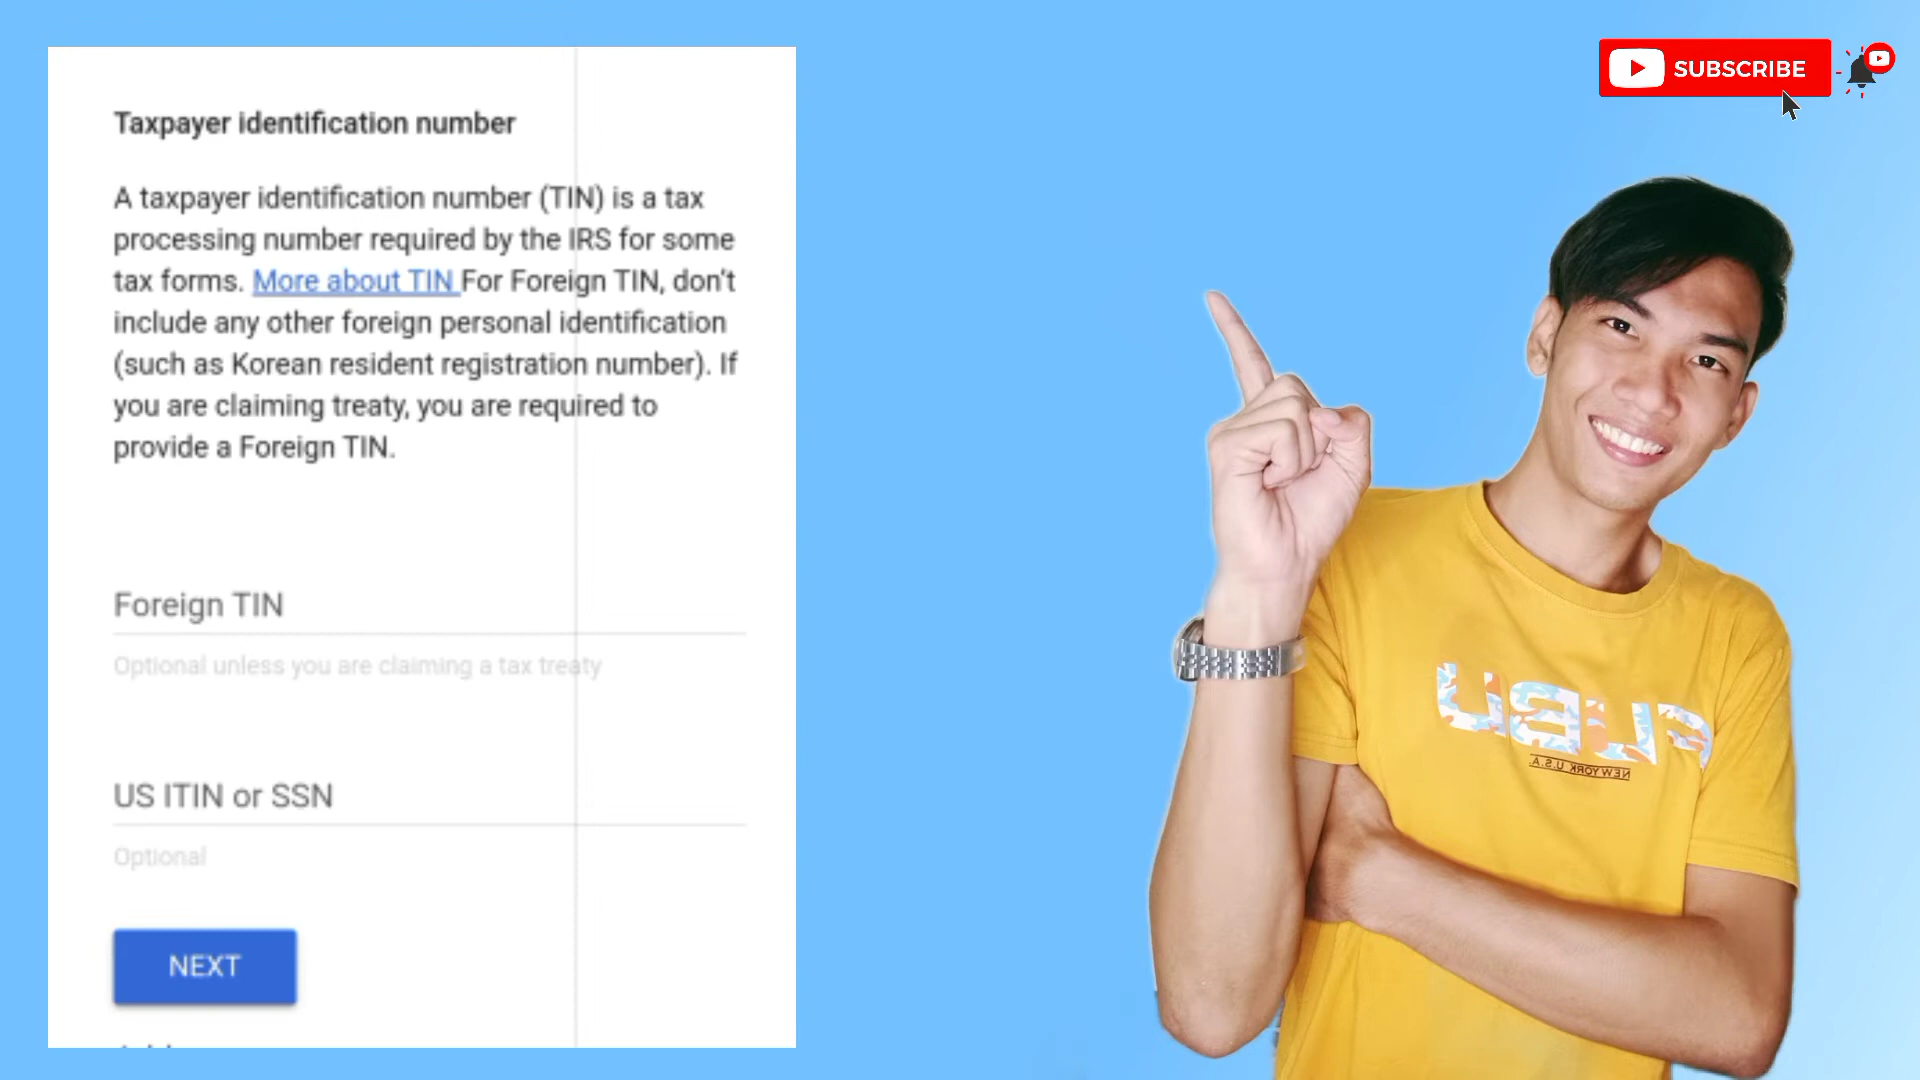 Taxpayer identification number
A taxpayer identification number (TIN) is a tax
processing number required by the IRS for some
tax forms. More about TIN For Foreign TIN, don't
include any other foreign personal identification
(such as Korean resident registration number). If
you are claiming treaty, you are required to
provide a Foreign TIN.
Foreign TIN
Optional unless you are claiming a tax treaty
US ITIN or SSN
Optional
NEXT
SUBSCRIBE
FUBU
NEW YORK U.S.A.